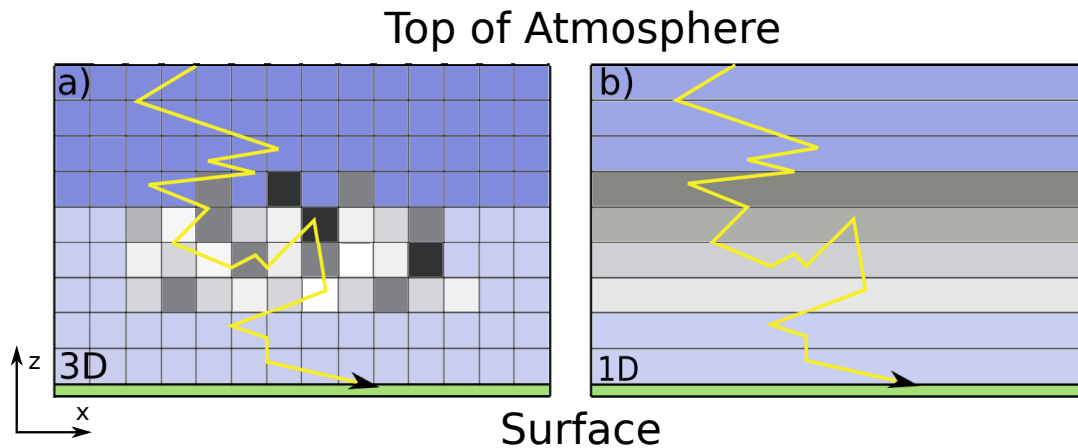 Top of Atmosphere
a)
b)
3D
1D
z
x
Surface